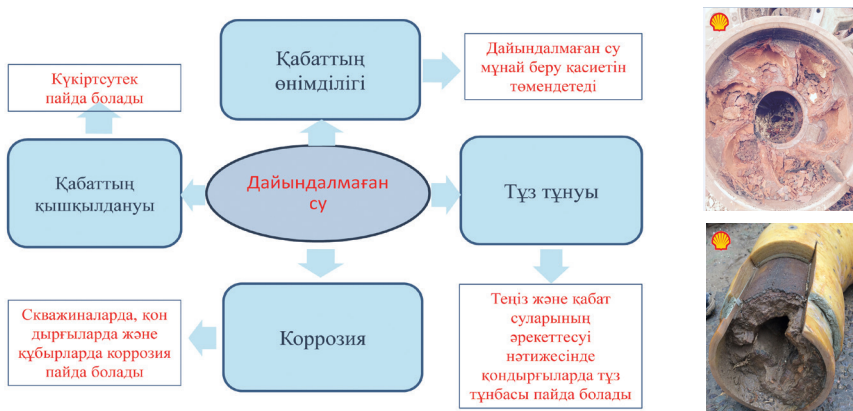 Қабаттың
өнімділігі
Дайындалмаған су
мұнай беру қасиетін
төмендетеді
Күкіртсутек
пайда болады
Қабаттың
қышқылдануы
Дайындалмаған
су
Тұз тұнуы
Скважиналарда, қон
дырғыларда және
құбырларда коррозия
пайда болады
Коррозия
Теңіз және қабат
суларының
әрекеттесуі
нәтижесінде
қондырғыларда тұз
тұнбасы пайда болады